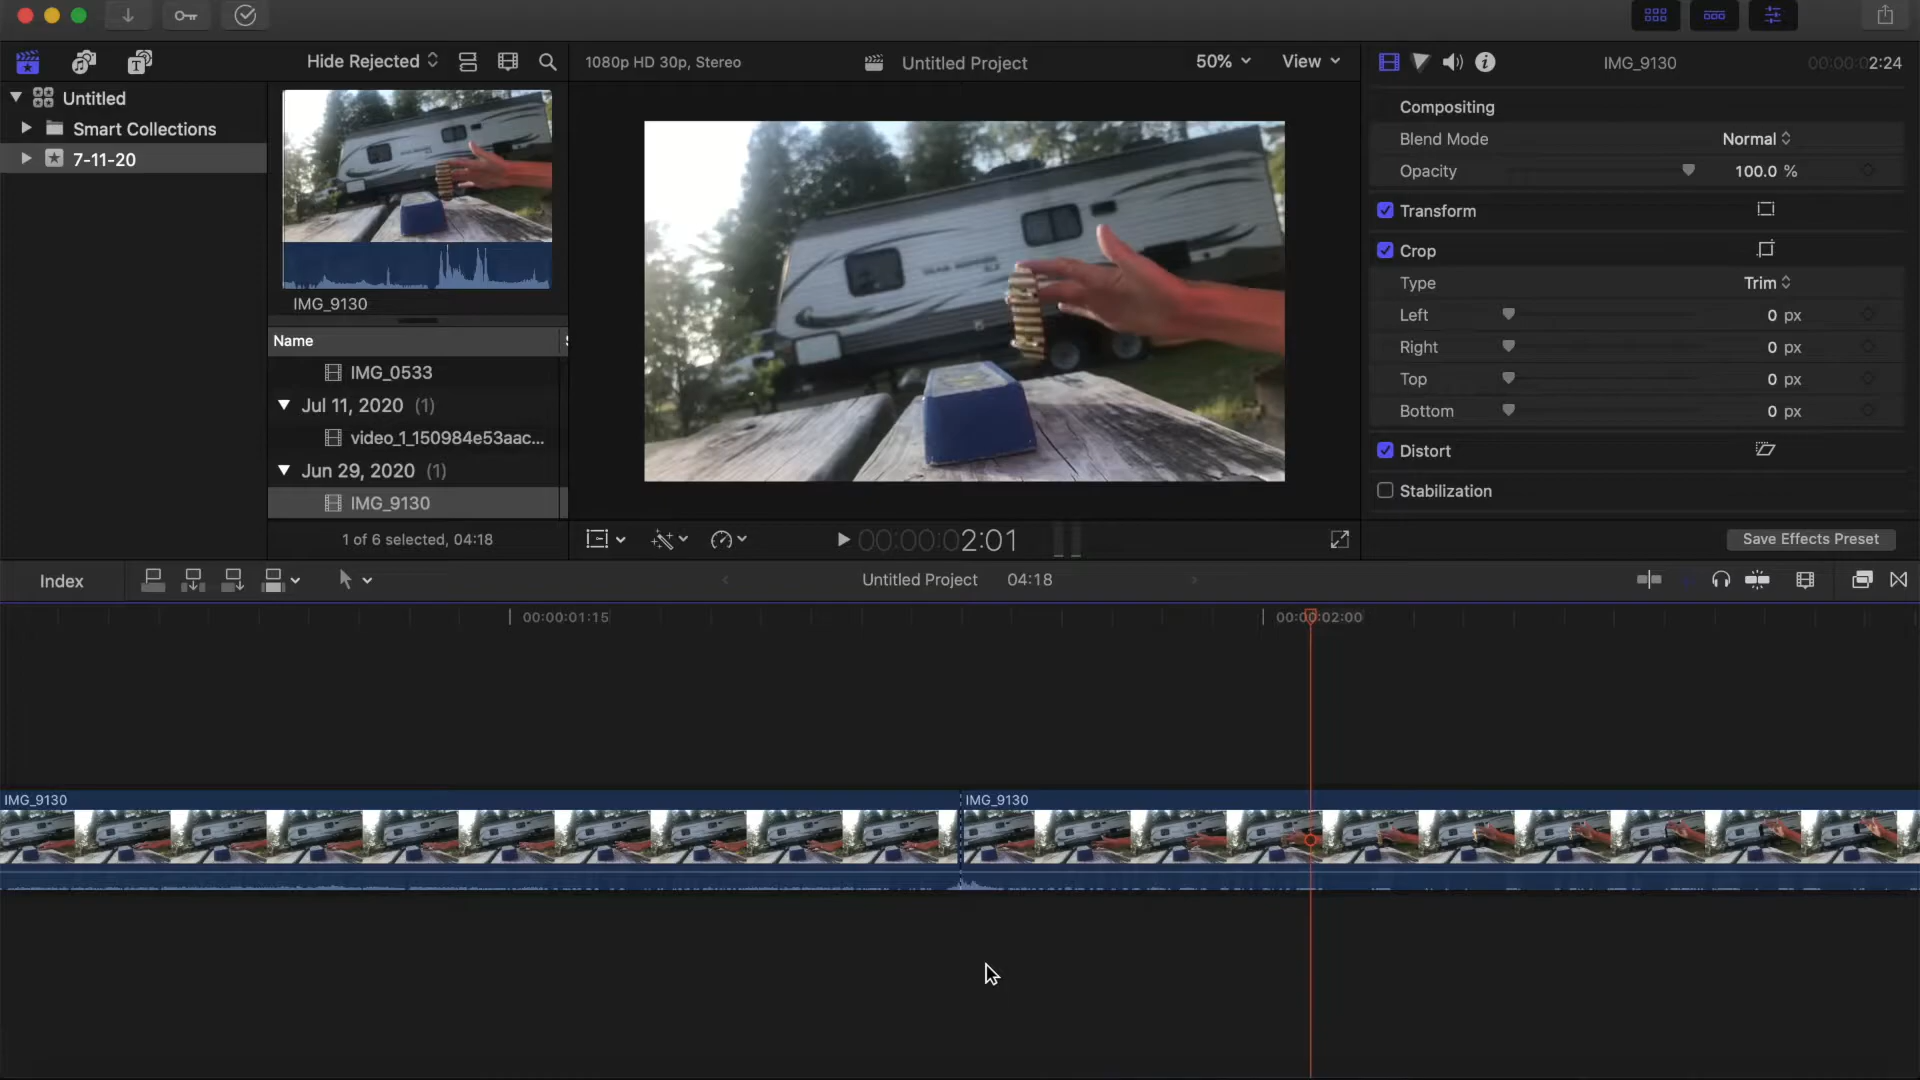 Hide Rejected
1080p HD 30p, Stereo
Untitled Project
50%
View
IMG_9130
00:00:02:24
Untitled
Smart Collections
7-11-20
IMG_9130
Name
IMG_0533
Jul 11, 2020 (1)
video_1_150984e53aac...
Jun 29, 2020 (1)
IMG_9130
1 of 6 selected, 04:18
00:00:02:01
Compositing
Blend Mode
Normal
Opacity
100.0 %
Transform
Crop
Type
Trim
Left
0 px
Right
0 px
Top
0 px
Bottom
0 px
Distort
Stabilization
Save Effects Preset
Index
Untitled Project
04:18
00:00:01:15
00:00:02:00
IMG_9130
IMG_9130